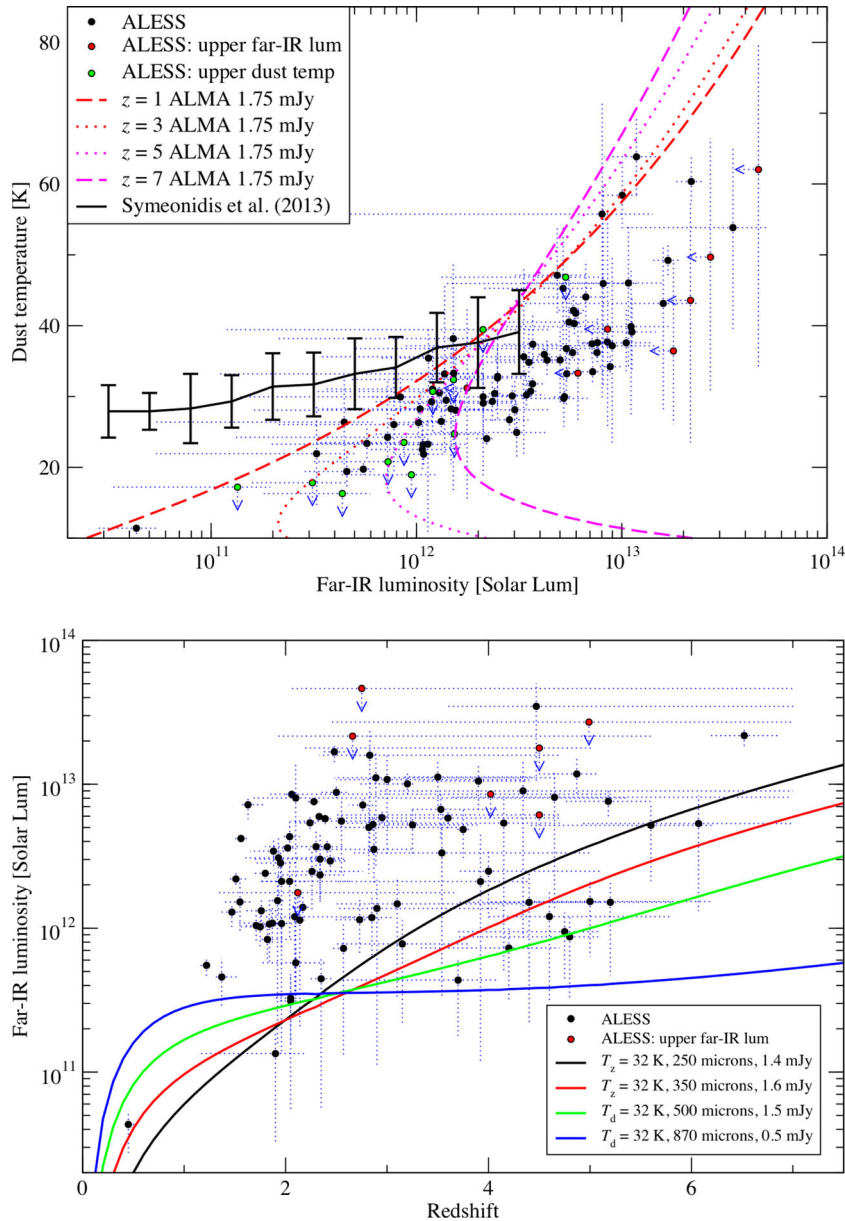 ALESS
ALESS: upper far-IR lum
ALESS: upper dust temp
z = 1 ALMA 1.75 mJy
z = 3 ALMA 1.75 mJy
z = 5 ALMA 1.75 mJy
z = 7 ALMA 1.75 mJy
Symeonidis et al. (2013)
Dust temperature [K]
80
60
40
20
10^11
10^12
10^13
10^14
Far-IR luminosity [Solar Lum]
10^14
10^13
10^12
10^11
Far-IR luminosity [Solar Lum]
ALESS
ALESS: upper far-IR lum
T_z = 32 K, 250 microns, 1.4 mJy
T_z = 32 K, 350 microns, 1.6 mJy
T_d = 32 K, 500 microns, 1.5 mJy
T_d = 32 K, 870 microns, 0.5 mJy
0
2
4
6
Redshift